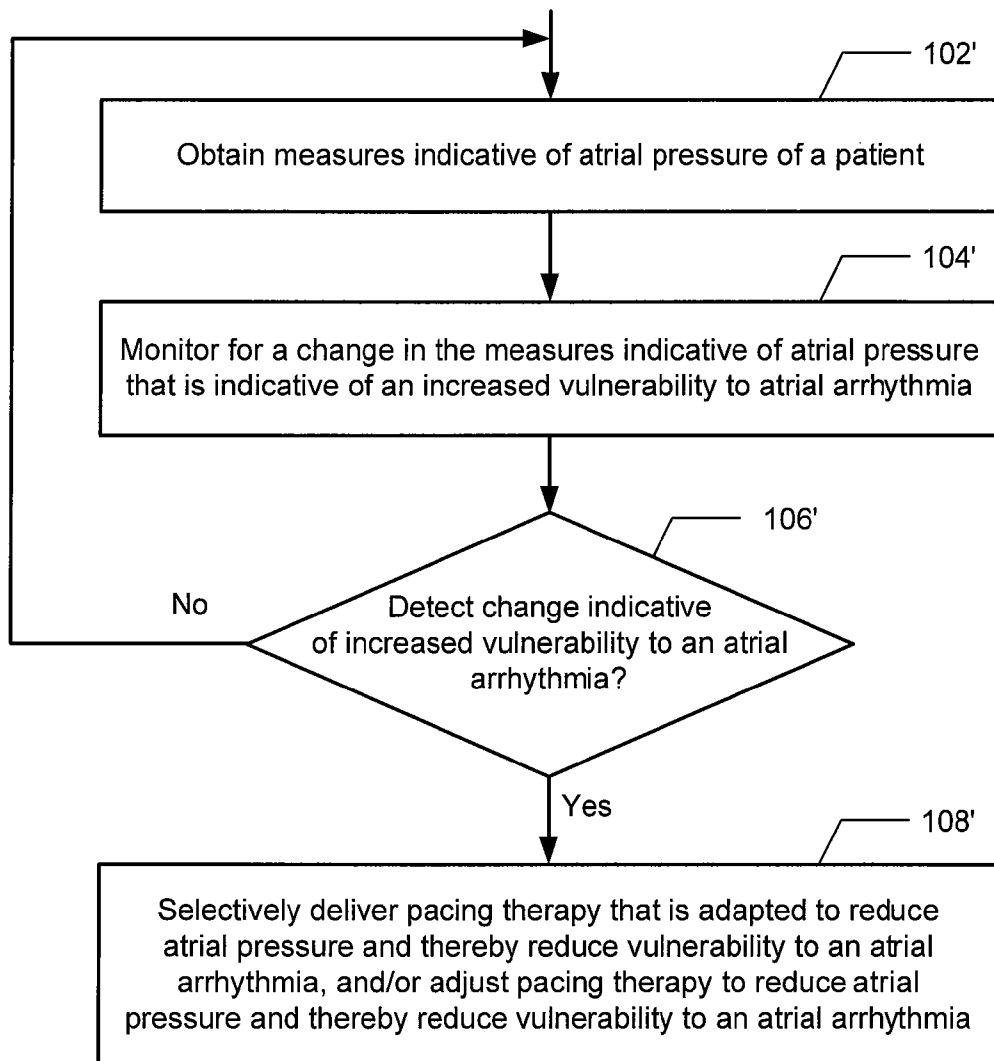 102'
Obtain measures indicative of atrial pressure of a patient
104'
Monitor for a change in the measures indicative of atrial pressure
that is indicative of an increased vulnerability to atrial arrhythmia
106'
No
Detect change indicative
of increased vulnerability to an atrial
arrhythmia?
Yes
108'
Selectively deliver pacing therapy that is adapted to reduce
atrial pressure and thereby reduce vulnerability to an atrial
arrhythmia, and/or adjust pacing therapy to reduce atrial
pressure and thereby reduce vulnerability to an atrial arrhythmia